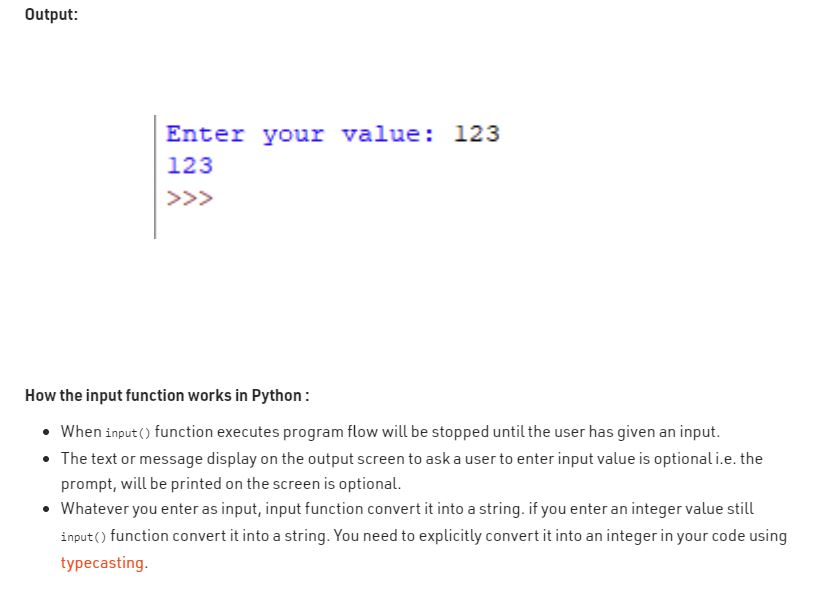 Output:
Enter your value: 123
123
>>>
How the input function works in Python :
• When input() function executes program flow will be stopped until the user has given an input.
• The text or message display on the output screen to ask a user to enter input value is optional i.e. the
prompt, will be printed on the screen is optional.
• Whatever you enter as input, input function convert it into a string. if you enter an integer value still
input() function convert it into a string. You need to explicitly convert it into an integer in your code using
typecasting.